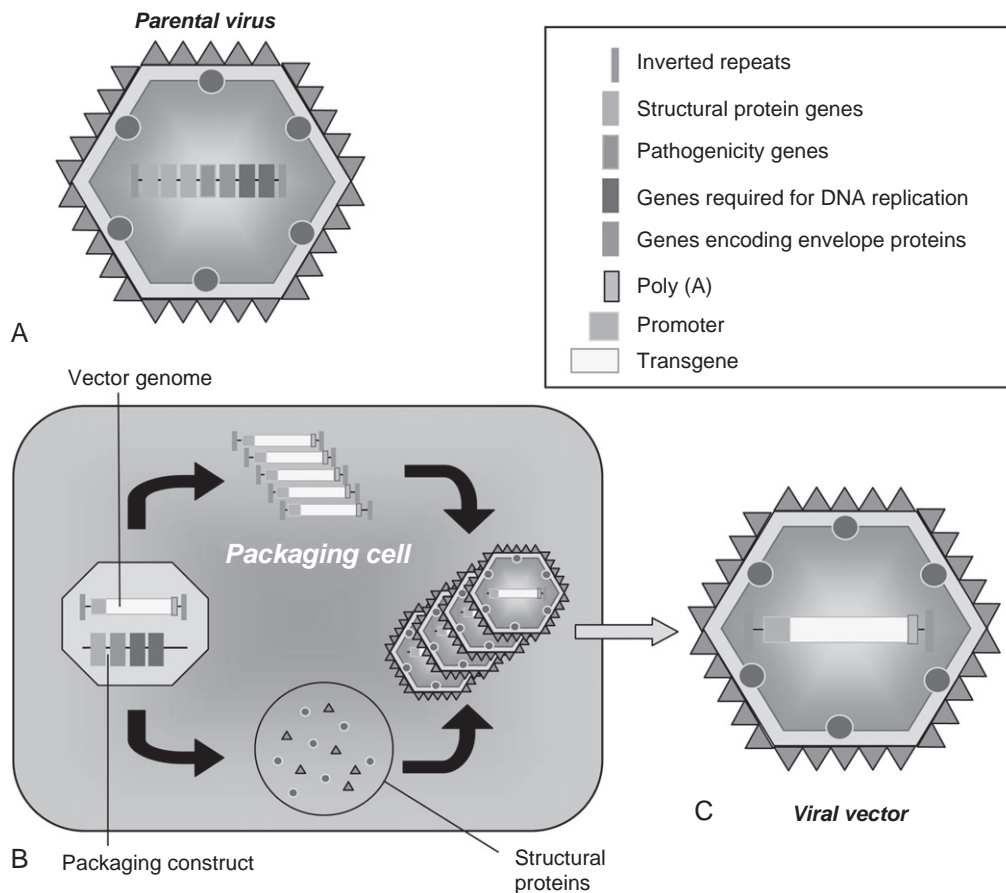 Parental virus
A
Inverted repeats
Structural protein genes
Pathogenicity genes
Genes required for DNA replication
Genes encoding envelope proteins
Poly (A)
Promoter
Transgene
Vector genome
Packaging cell
B
Packaging construct
Structural
proteins
C
Viral vector